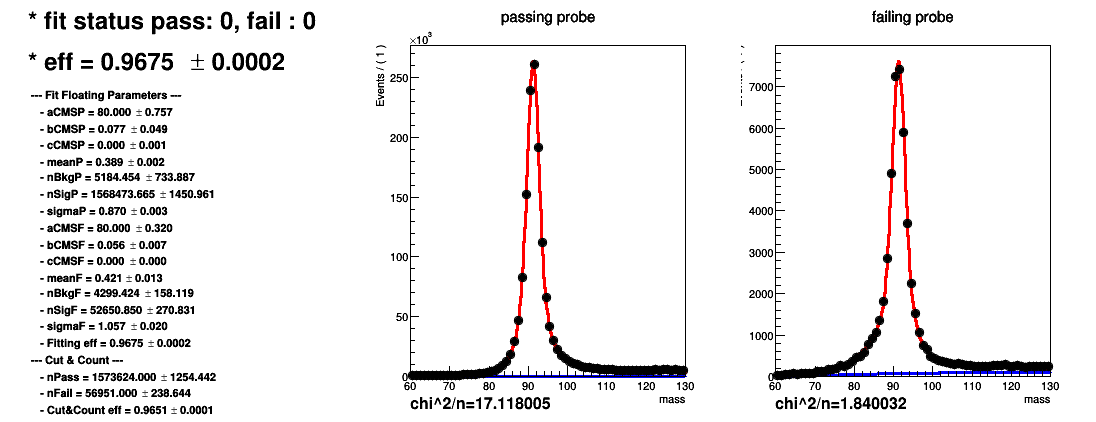 * fit status pass: 0, fail : 0
* eff = 0.9675 ± 0.0002
--- Fit Floating Parameters ---
- aCMSP = 80.000 ± 0.757
- bCMSP = 0.077 ± 0.049
- cCMSP = 0.000 ± 0.001
- meanP = 0.389 ± 0.002
- nBkgP = 5184.454 ± 733.887
- nSigP = 1568473.665 ± 1450.961
- sigmaP = 0.870 ± 0.003
- aCMSF = 80.000 ± 0.320
- bCMSF = 0.056 ± 0.007
- cCMSF = 0.000 ± 0.000
- meanF = 0.421 ± 0.013
- nBkgF = 4299.424 ± 158.119
- nSigF = 52650.850 ± 270.831
- sigmaF = 1.057 ± 0.020
- Fitting eff = 0.9675 ± 0.0002
--- Cut & Count ---
- nPass = 1573624.000 ± 1254.442
- nFail = 56951.000 ± 238.644
- Cut&Count eff = 0.9651 ± 0.0001
passing probe
×10³
Events / ( 1 )
250
200
150
100
50
0
60 70 80 90 100 110 120 130
mass
chi^2/n=17.118005
failing probe
7000
6000
5000
4000
3000
2000
1000
0
60 70 80 90 100 110 120 130
mass
chi^2/n=1.840032